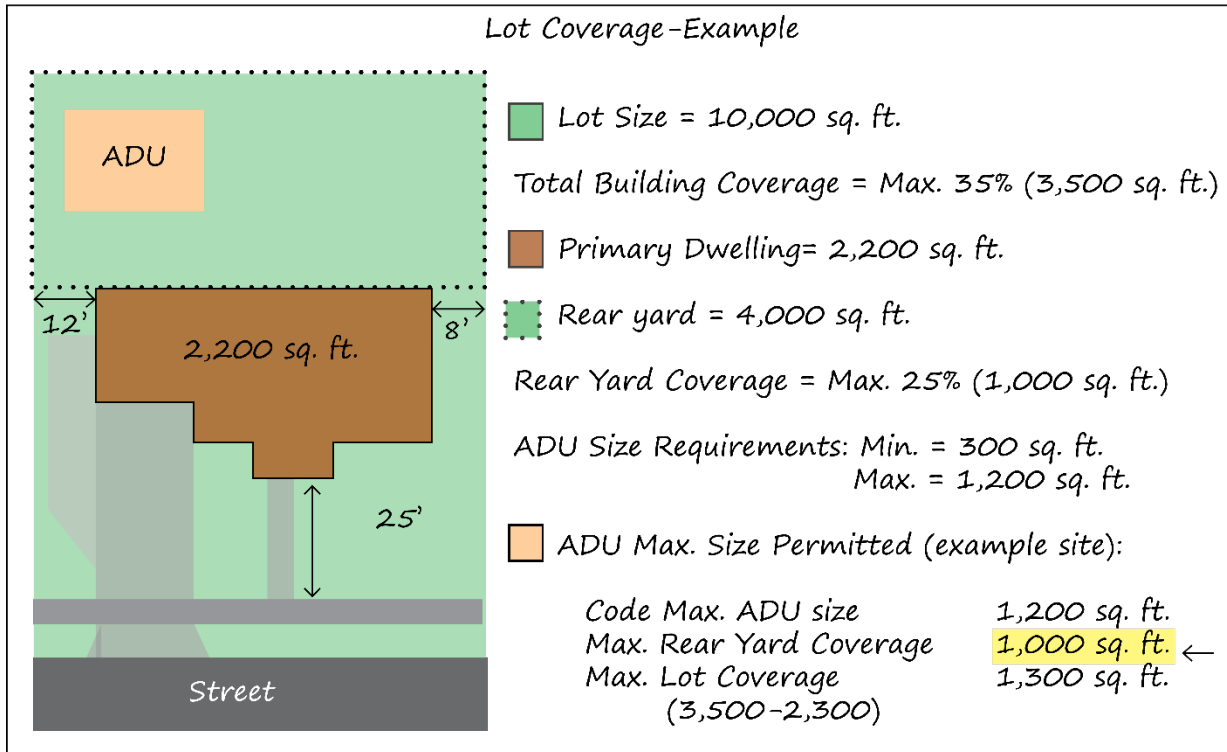 Lot Coverage-Example
ADU
12'
8'
2,200 sq. ft.
25'
Street
Lot Size = 10,000 sq. ft.
Total Building Coverage = Max. 35% (3,500 sq. ft.)
Primary Dwelling= 2,200 sq. ft.
Rear yard = 4,000 sq. ft.
Rear Yard Coverage = Max. 25% (1,000 sq. ft.)
ADU Size Requirements: Min. = 300 sq. ft.
Max. = 1,200 sq. ft.
ADU Max. Size Permitted (example site):
Code Max. ADU size 1,200 sq. ft.
Max. Rear Yard Coverage 1,000 sq. ft. ←
Max. Lot Coverage 1,300 sq. ft.
(3,500-2,300)